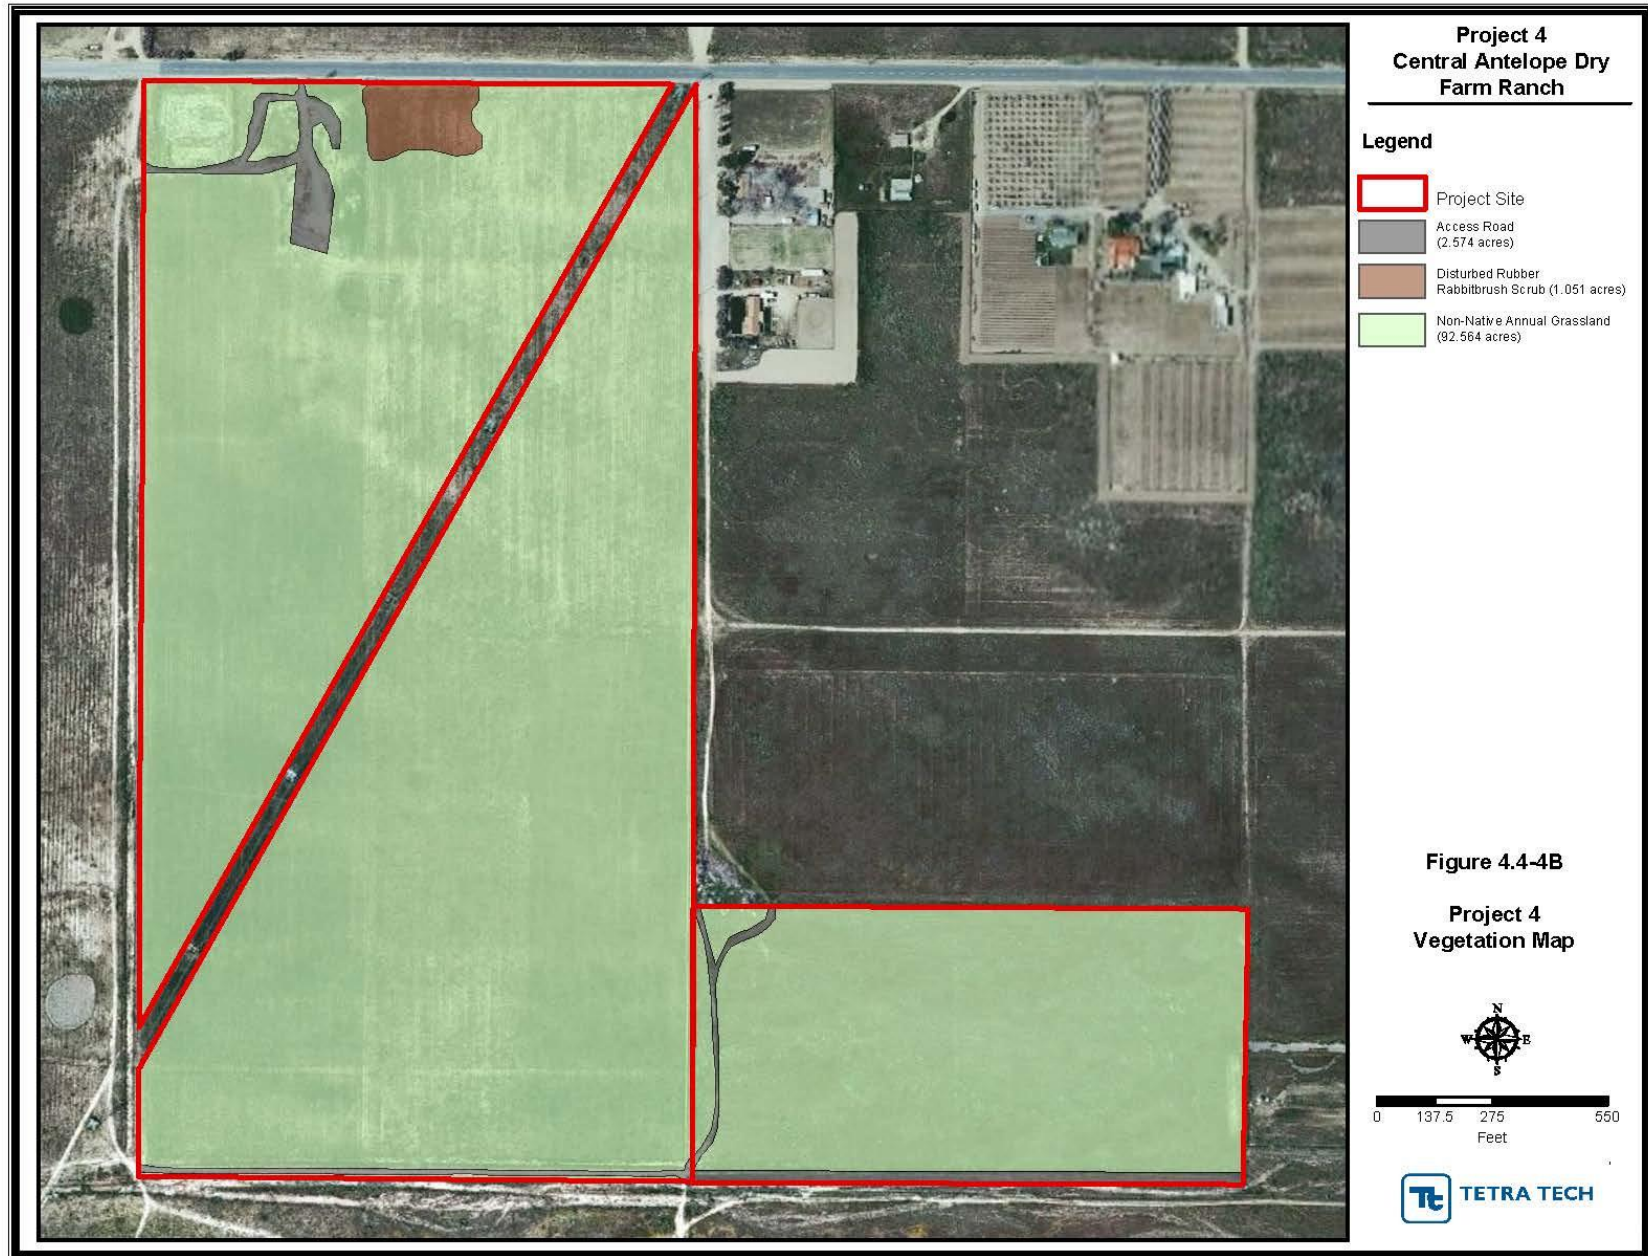 Project 4
Central Antelope Dry
Farm Ranch
Legend
Project Site
Access Road
(2.574 acres)
Disturbed Rubber
Rabbitbrush Scrub (1.051 acres)
Non-Native Annual Grassland
(92.564 acres)
Figure 4.4-4B
Project 4
Vegetation Map
N
W E
S
0 137.5 275 550
Feet
Tt TETRA TECH